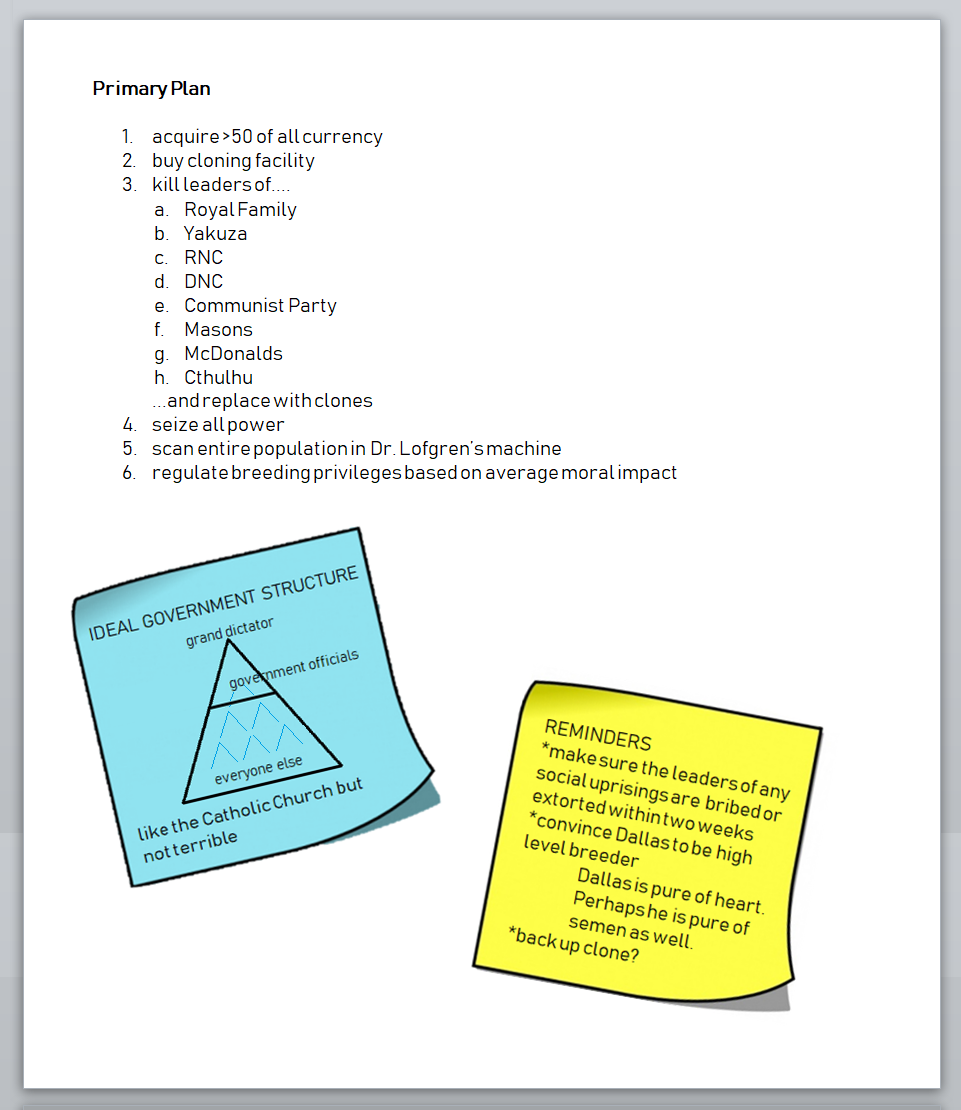 Primary Plan
1. acquire >50 of all currency
2. buy cloning facility
3. kill leaders of....
a. Royal Family
b. Yakuza
c. RNC
d. DNC
e. Communist Party
f. Masons
g. McDonalds
h. Cthulhu
...and replace with clones
4. seize all power
5. scan entire population in Dr. Lofgren's machine
6. regulate breeding privileges based on average moral impact
IDEAL GOVERNMENT STRUCTURE
grand dictator
government officials
everyone else
like the Catholic Church but
not terrible
REMINDERS
*make sure the leaders of any
social uprisings are bribed or
extorted within two weeks
*convince Dallas to be high
level breeder
Dallas is pure of heart.
Perhaps he is pure of
semen as well.
*back up clone?